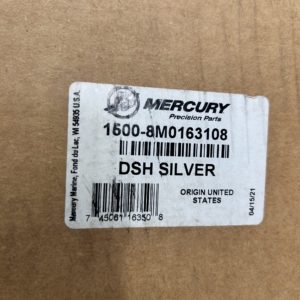 MERCURY
Precision Parts
1500-8M0163108
DSH SILVER
ORIGIN UNITED
STATES
04/15/21
7 45061 16350 8
Mercury Marine, Fond du Lac, WI 54935 U.S.A.